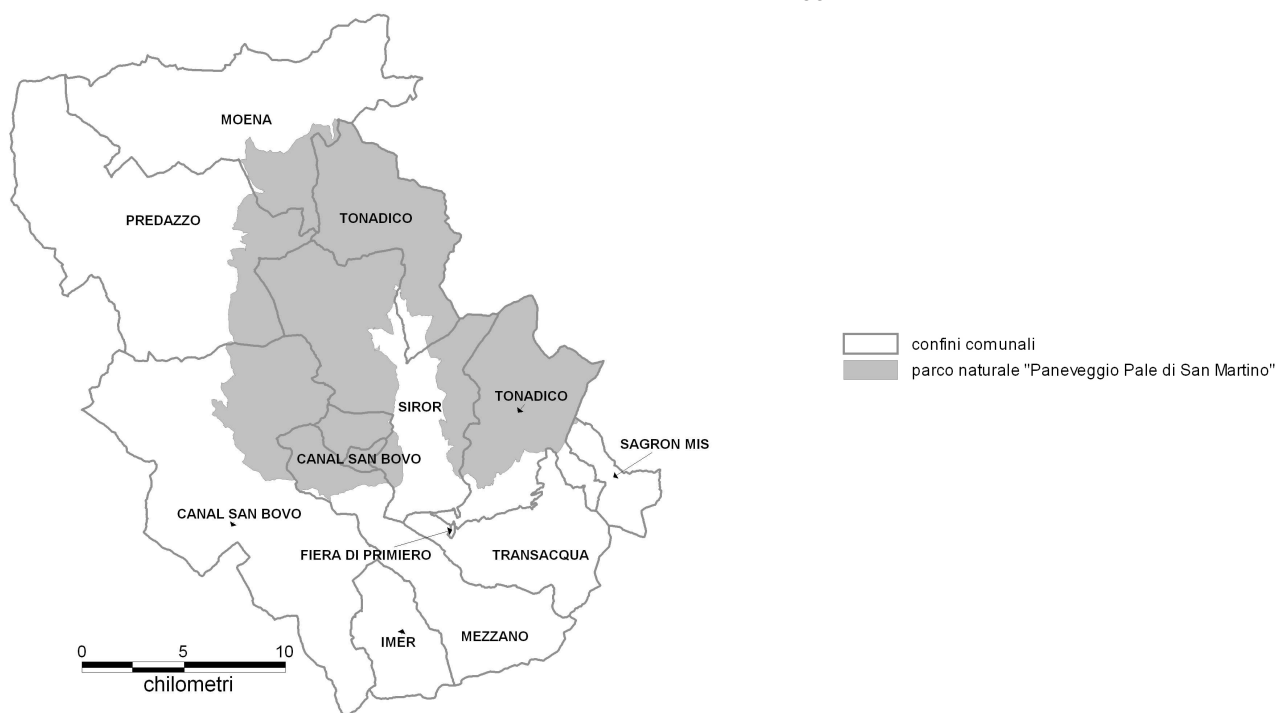 MOENA
PREDAZZO
TONADICO
confini comunali
parco naturale "Paneveggio Pale di San Martino"
TONADICO
SIROR
SAGRON MIS
CANAL SAN BOVO
CANAL SAN BOVO
FIERA DI PRIMIERO
TRANSACQUA
IMER
MEZZANO
0 5 10
chilometri